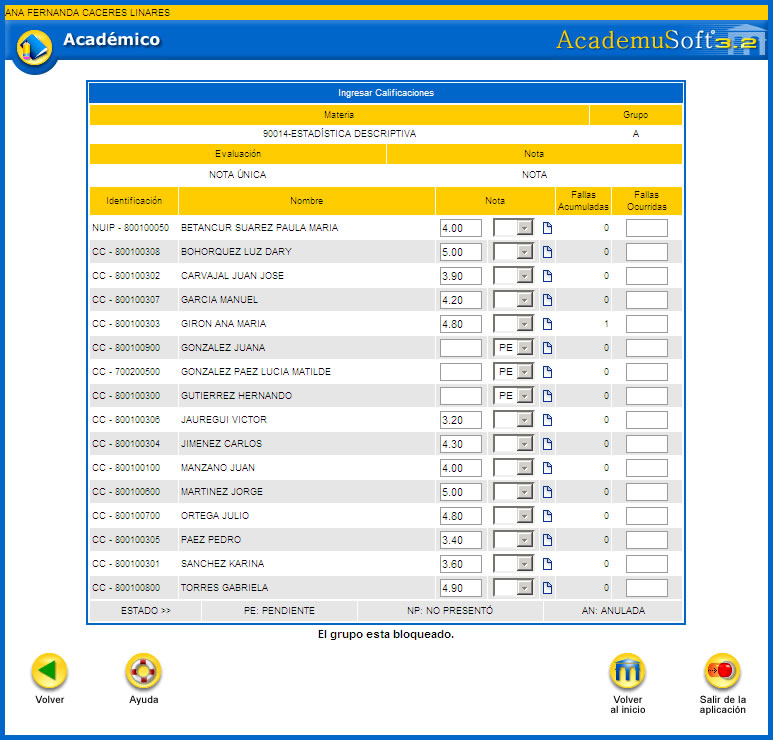 ANA FERNANDA CACERES LINARES
Académico
AcademuSoft 3.2
Ingresar Calificaciones
Materia Grupo
90014-ESTADÍSTICA DESCRIPTIVA A
Evaluación Nota
NOTA ÚNICA NOTA
Identificación Nombre Nota Fallas Acumuladas Fallas Ocurridas
NUIP - 800100050 BETANCUR SUAREZ PAULA MARIA 4.00 0
CC - 800100308 BOHORQUEZ LUZ DARY 5.00 0
CC - 800100302 CARVAJAL JUAN JOSE 3.90 0
CC - 800100307 GARCIA MANUEL 4.20 0
CC - 800100303 GIRON ANA MARIA 4.80 1
CC - 800100900 GONZALEZ JUANA PE 0
CC - 700200500 GONZALEZ PAEZ LUCIA MATILDE PE 0
CC - 800100300 GUTIERREZ HERNANDO PE 0
CC - 800100306 JAUREGUI VICTOR 3.20 0
CC - 800100304 JIMENEZ CARLOS 4.30 0
CC - 800100100 MANZANO JUAN 4.00 0
CC - 800100600 MARTINEZ JORGE 5.00 0
CC - 800100700 ORTEGA JULIO 4.80 0
CC - 800100305 PAEZ PEDRO 3.40 0
CC - 800100301 SANCHEZ KARINA 3.60 0
CC - 800100800 TORRES GABRIELA 4.90 0
ESTADO >> PE: PENDIENTE NP: NO PRESENTÓ AN: ANULADA
El grupo esta bloqueado.
Volver Ayuda Volver al inicio Salir de la aplicación